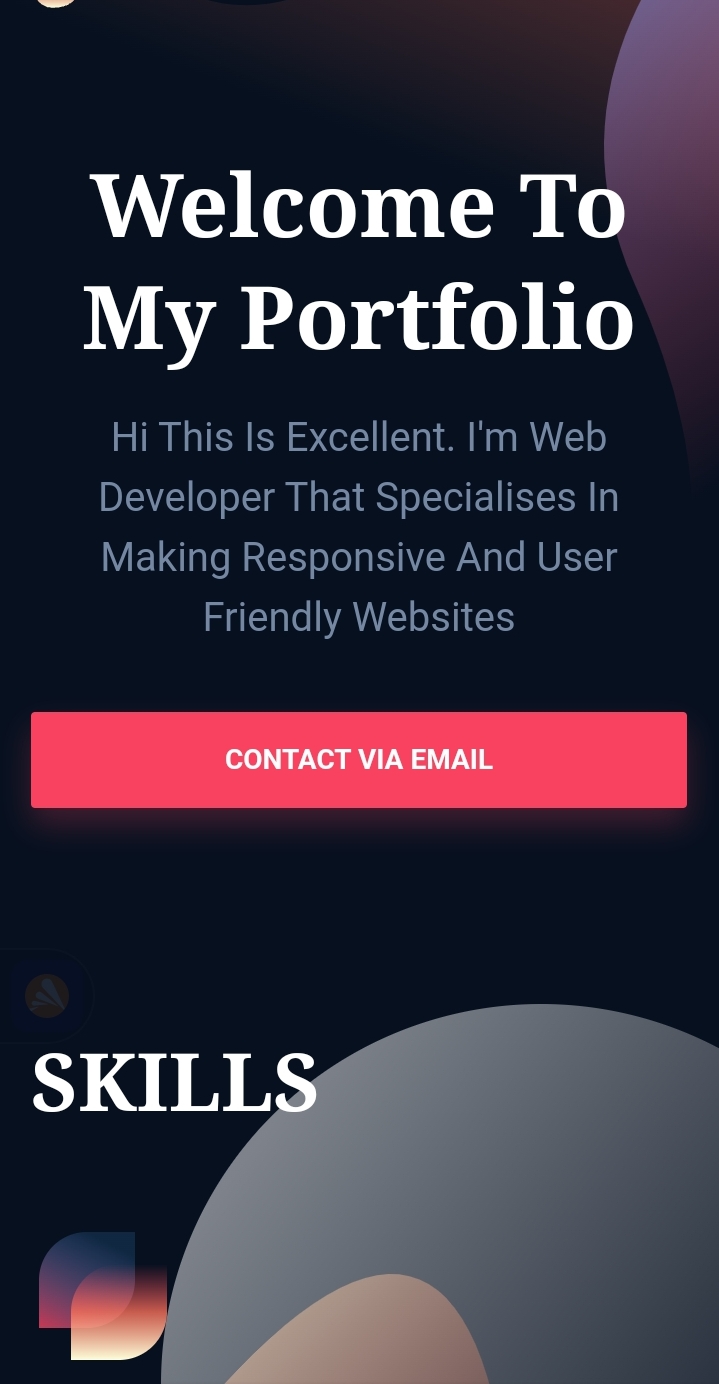 Welcome To
My Portfolio
Hi This Is Excellent. I'm Web
Developer That Specialises In
Making Responsive And User
Friendly Websites
CONTACT VIA EMAIL
SKILLS